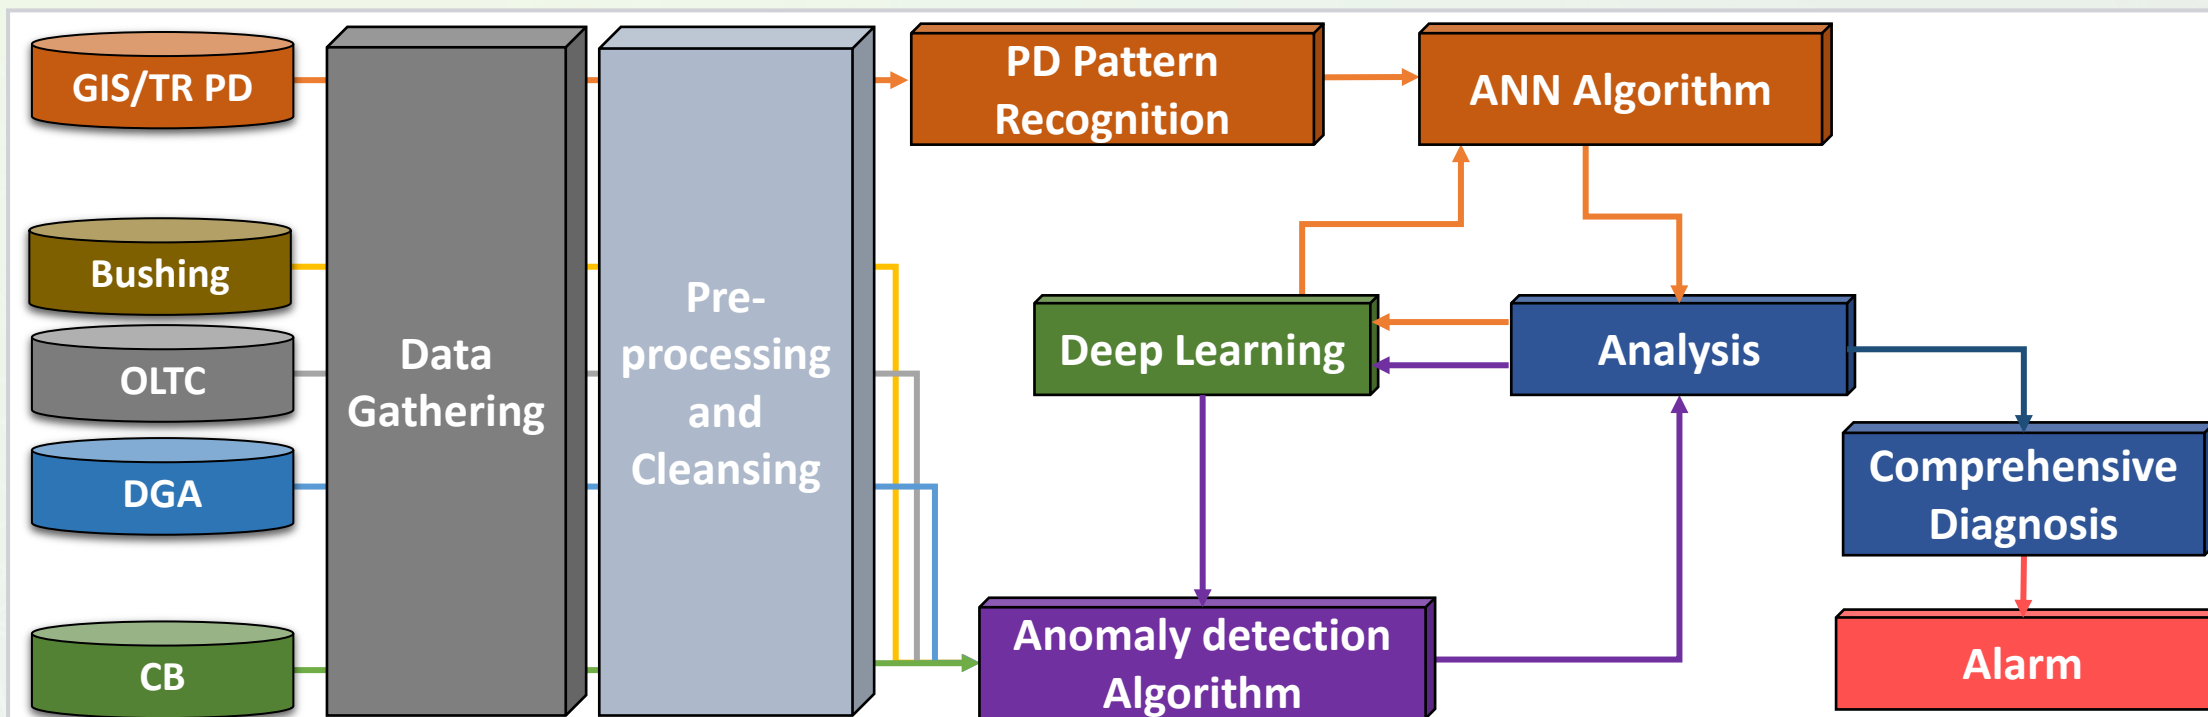 GIS/TR PD
Bushing
OLTC
DGA
CB
Data
Gathering
Pre-
processing
and
Cleansing
PD Pattern
Recognition
ANN Algorithm
Deep Learning
Analysis
Comprehensive
Diagnosis
Anomaly detection
Algorithm
Alarm